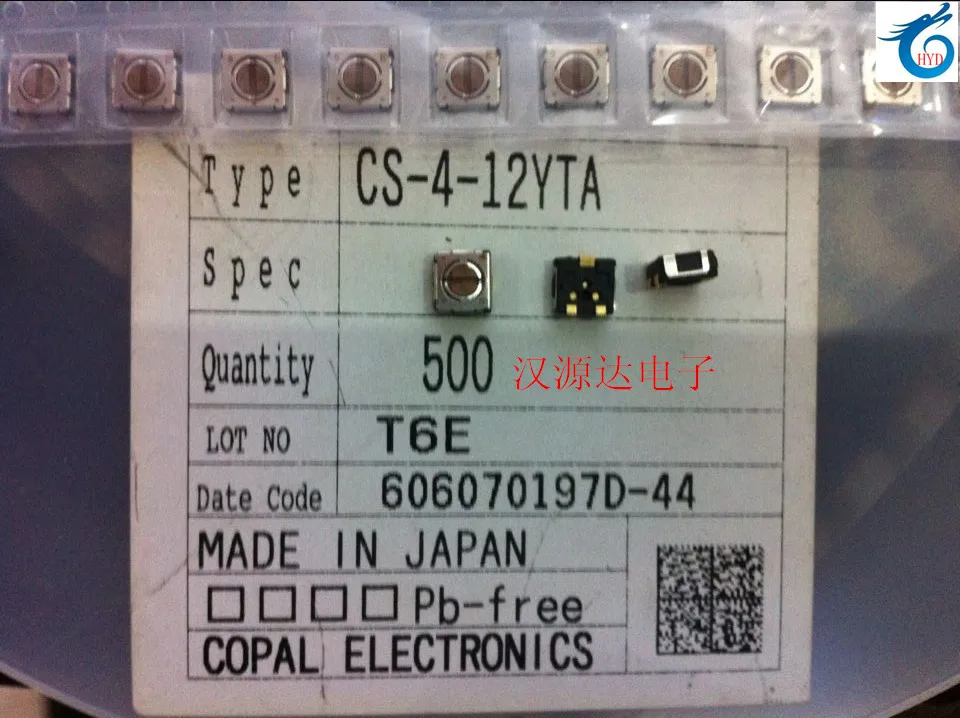 HYD
Type CS-4-12YTA
Spec
Quantity 500 汉源达电子
LOT NO T6E
Date Code 606070197D-44
MADE IN JAPAN
Pb-free
COPAL ELECTRONICS